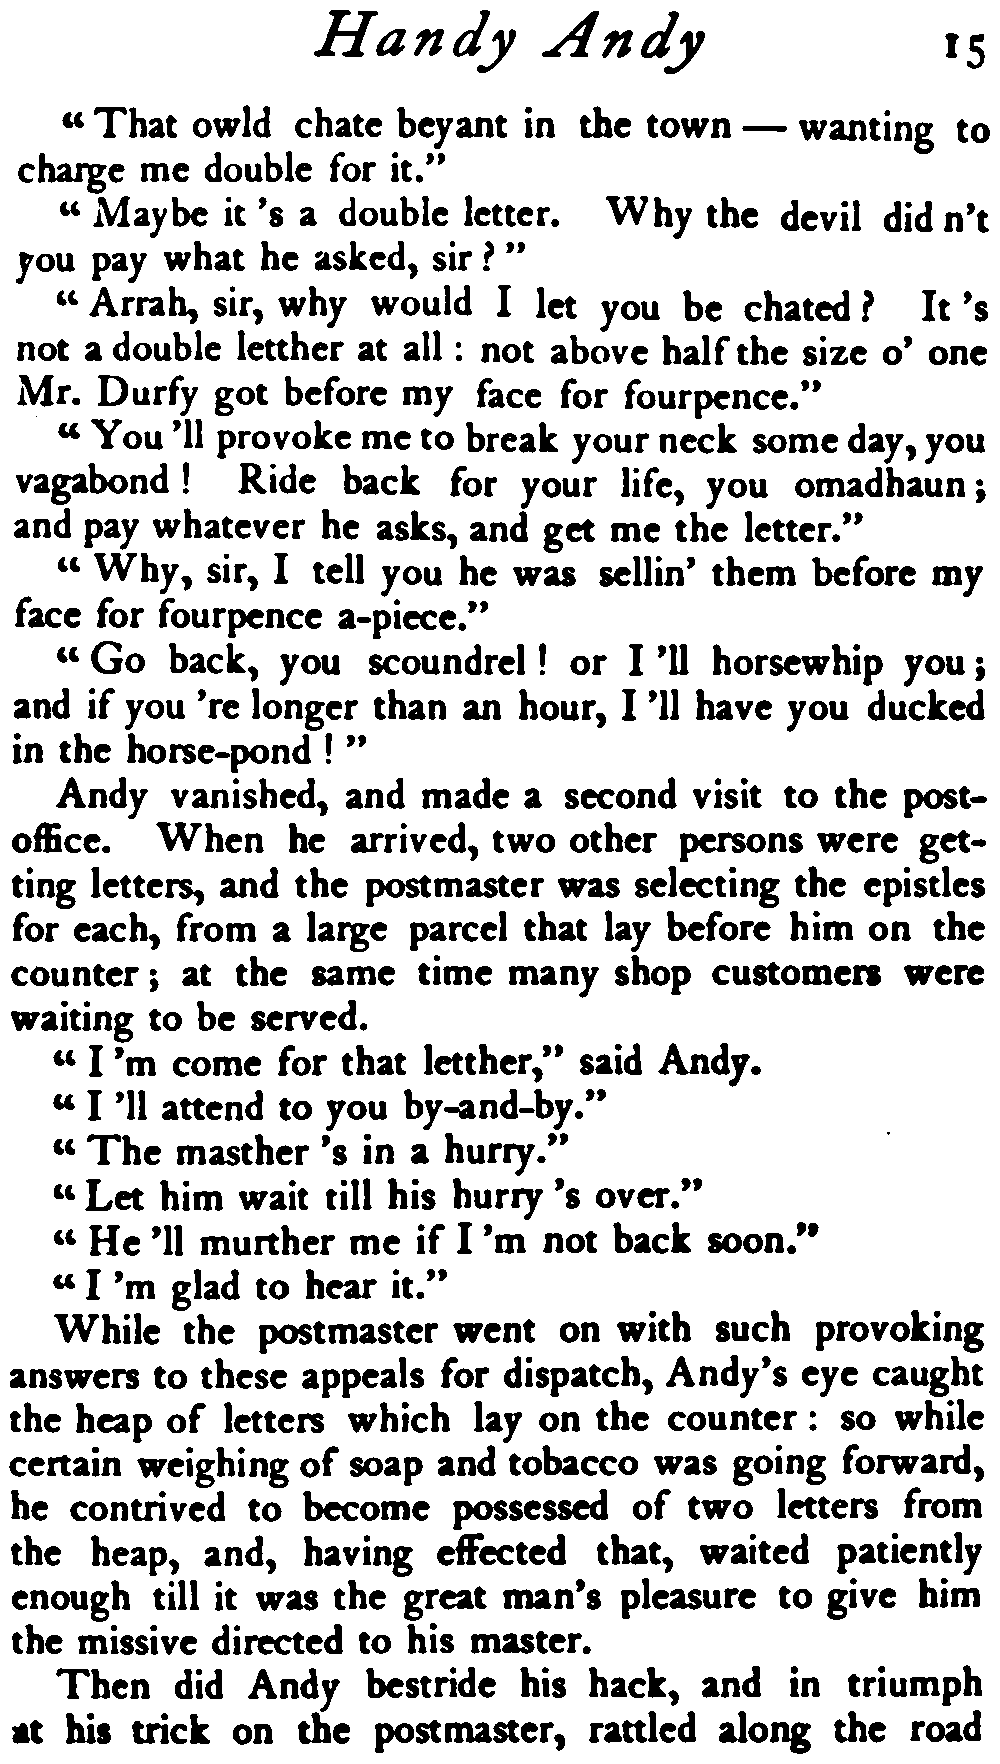 Handy Andy 15
“ That owld chate beyant in the town — wanting to
charge me double for it.”
“ Maybe it 's a double letter. Why the devil did n't
you pay what he asked, sir ? ”
“ Arrah, sir, why would I let you be chated ? It 's
not a double letther at all : not above half the size o' one
Mr. Durfy got before my face for fourpence.”
“ You 'll provoke me to break your neck some day, you
vagabond ! Ride back for your life, you omadhaun ;
and pay whatever he asks, and get me the letter.”
“ Why, sir, I tell you he was sellin' them before my
face for fourpence a-piece.”
“ Go back, you scoundrel ! or I 'll horsewhip you ;
and if you 're longer than an hour, I 'll have you ducked
in the horse-pond ! ”
Andy vanished, and made a second visit to the post-
office. When he arrived, two other persons were get-
ting letters, and the postmaster was selecting the epistles
for each, from a large parcel that lay before him on the
counter ; at the same time many shop customers were
waiting to be served.
“ I 'm come for that letther,” said Andy.
“ I 'll attend to you by-and-by.”
“ The masther 's in a hurry.”
“ Let him wait till his hurry 's over.”
“ He 'll murther me if I 'm not back soon.”
“ I 'm glad to hear it.”
While the postmaster went on with such provoking
answers to these appeals for dispatch, Andy's eye caught
the heap of letters which lay on the counter : so while
certain weighing of soap and tobacco was going forward,
he contrived to become possessed of two letters from
the heap, and, having effected that, waited patiently
enough till it was the great man's pleasure to give him
the missive directed to his master.
Then did Andy bestride his hack, and in triumph
at his trick on the postmaster, rattled along the road